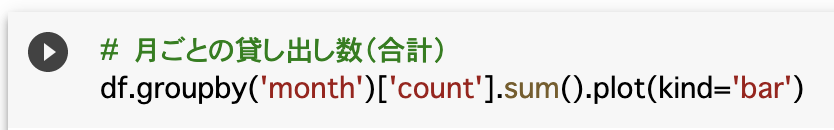 # 月ごとの貸し出し数（合計）
df.groupby('month')['count'].sum().plot(kind='bar')